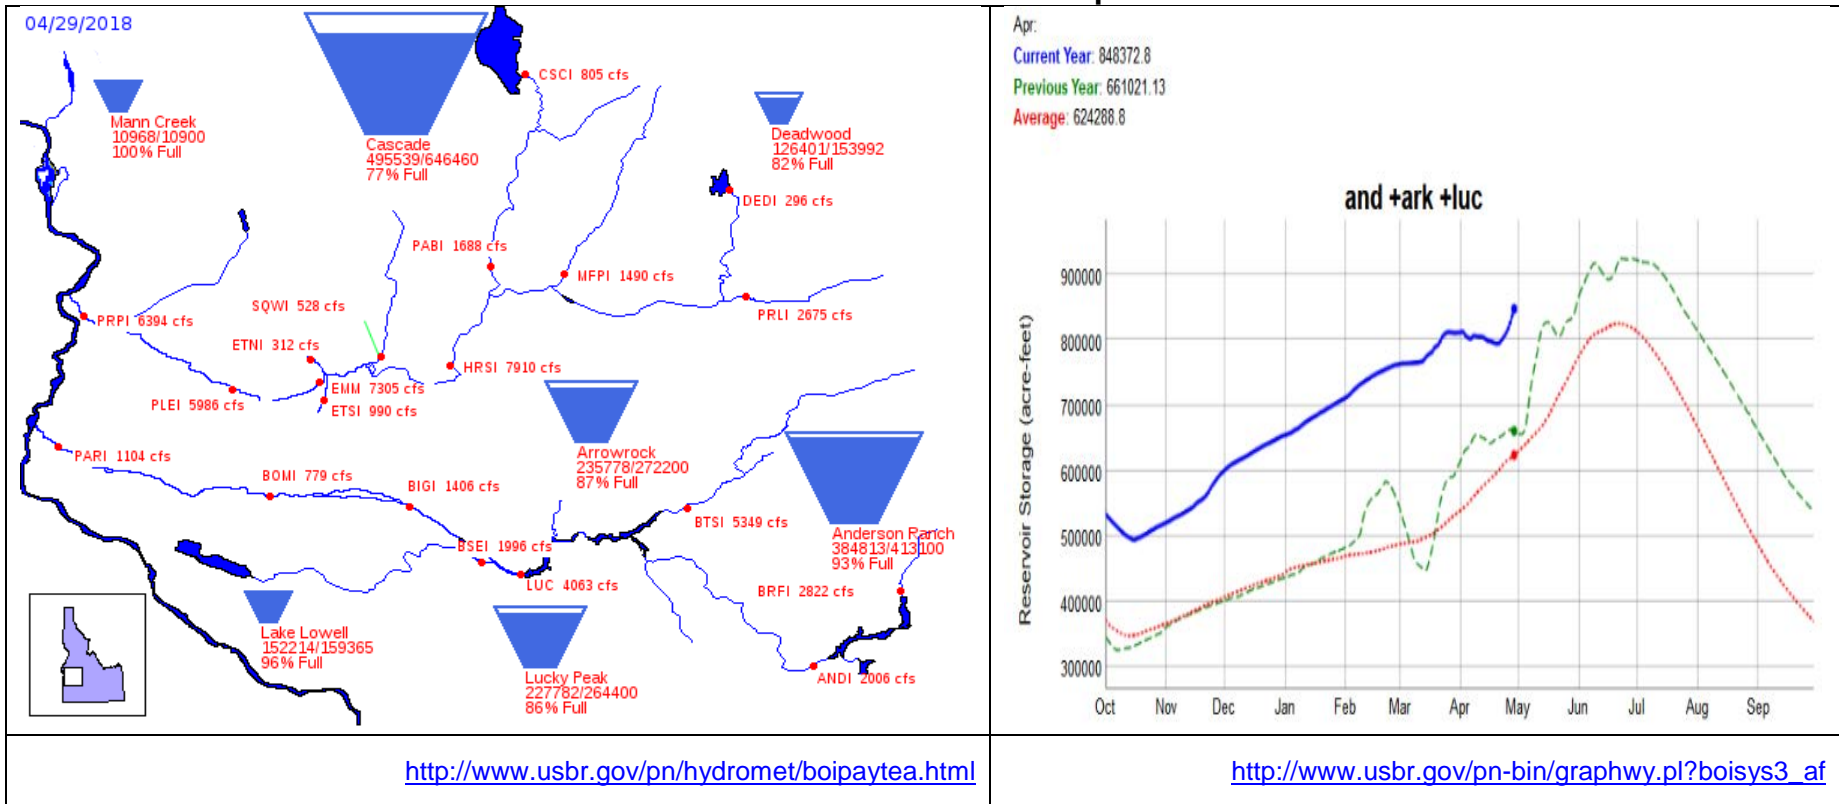 04/29/2018
Mann Creek
10968/10900
100% Full
Cascade
495539/646460
77% Full
CSCI 805 cfs
Deadwood
126401/153992
82% Full
DEDI 296 cfs
PABI 1688 cfs
MFPI 1490 cfs
SQWI 528 cfs
PRPI 6394 cfs
PRLI 2675 cfs
ETNI 312 cfs
HRSI 7910 cfs
EMM 7305 cfs
PLEI 5986 cfs
ETSI 990 cfs
Arrowrock
235778/272200
87% Full
PARI 1104 cfs
BOMI 779 cfs
BIGI 1406 cfs
BTSI 5349 cfs
Anderson Ranch
384813/413100
93% Full
BSEI 1996 cfs
LUC 4063 cfs
BRFI 2822 cfs
Lake Lowell
152214/159365
96% Full
Lucky Peak
227782/264400
86% Full
ANDI 2006 cfs
http://www.usbr.gov/pn/hydromet/boipaytea.html
Apr:
Current Year: 848372.8
Previous Year: 661021.13
Average: 624288.8
and +ark +luc
Reservoir Storage (acre-feet)
900000
800000
700000
600000
500000
400000
300000
Oct Nov Dec Jan Feb Mar Apr May Jun Jul Aug Sep
http://www.usbr.gov/pn-bin/graphwy.pl?boisys3_af